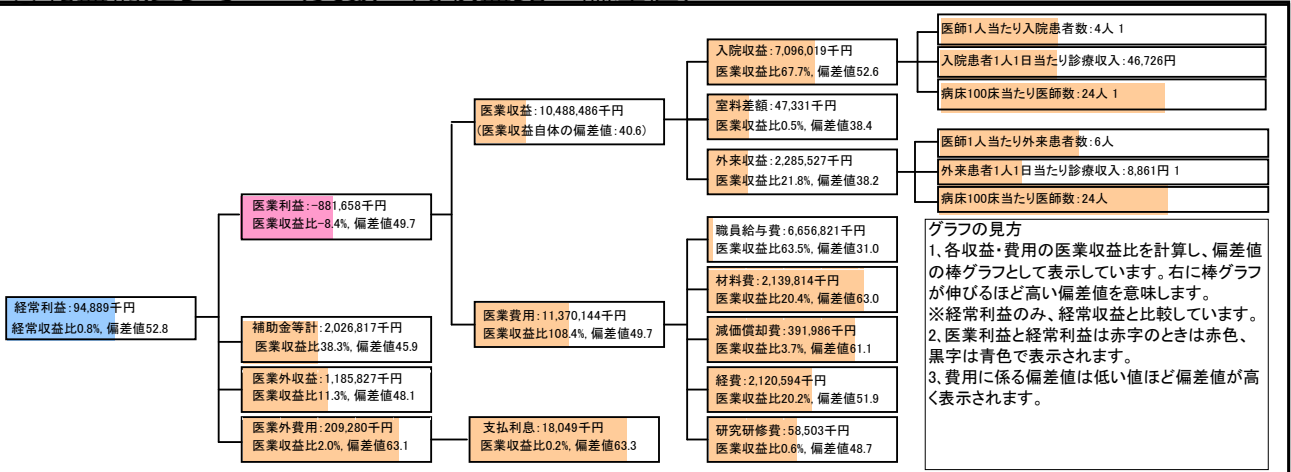 経常利益:94,889千円
経常収益比0.8%, 偏差値52.8
医業利益:-881,658千円
医業収益比-8.4%, 偏差値49.7
補助金等計:2,026,817千円
医業収益比38.3%, 偏差値45.9
医業外収益:1,185,827千円
医業収益比11.3%, 偏差値48.1
医業外費用:209,280千円
医業収益比2.0%, 偏差値63.1
医業収益:10,488,486千円
(医業収益自体の偏差値:40.6)
医業費用:11,370,144千円
医業収益比108.4%, 偏差値49.7
支払利息:18,049千円
医業収益比0.2%, 偏差値63.3
入院収益:7,096,019千円
医業収益比67.7%, 偏差値52.6
室料差額:47,331千円
医業収益比0.5%, 偏差値38.4
外来収益:2,285,527千円
医業収益比21.8%, 偏差値38.2
職員給与費:6,656,821千円
医業収益比63.5%, 偏差値31.0
材料費:2,139,814千円
医業収益比20.4%, 偏差値63.0
減価償却費:391,986千円
医業収益比3.7%, 偏差値61.1
経費:2,120,594千円
医業収益比20.2%, 偏差値51.9
研究研修費:58,503千円
医業収益比0.6%, 偏差値48.7
医師1人当たり入院患者数:4人 1
入院患者1人1日当たり診療収入:46,726円
病床100床当たり医師数:24人 1
医師1人当たり外来患者数:6人
外来患者1人1日当たり診療収入:8,861円 1
病床100床当たり医師数:24人
グラフの見方
1、各収益・費用の医業収益比を計算し、偏差値
の棒グラフとして表示しています。右に棒グラフ
が伸びるほど高い偏差値を意味します。
※経常利益のみ、経常収益と比較しています。
2、医業利益と経常利益は赤字のときは赤色、
黒字は青色で表示されます。
3、費用に係る偏差値は低い値ほど偏差値が高
く表示されます。